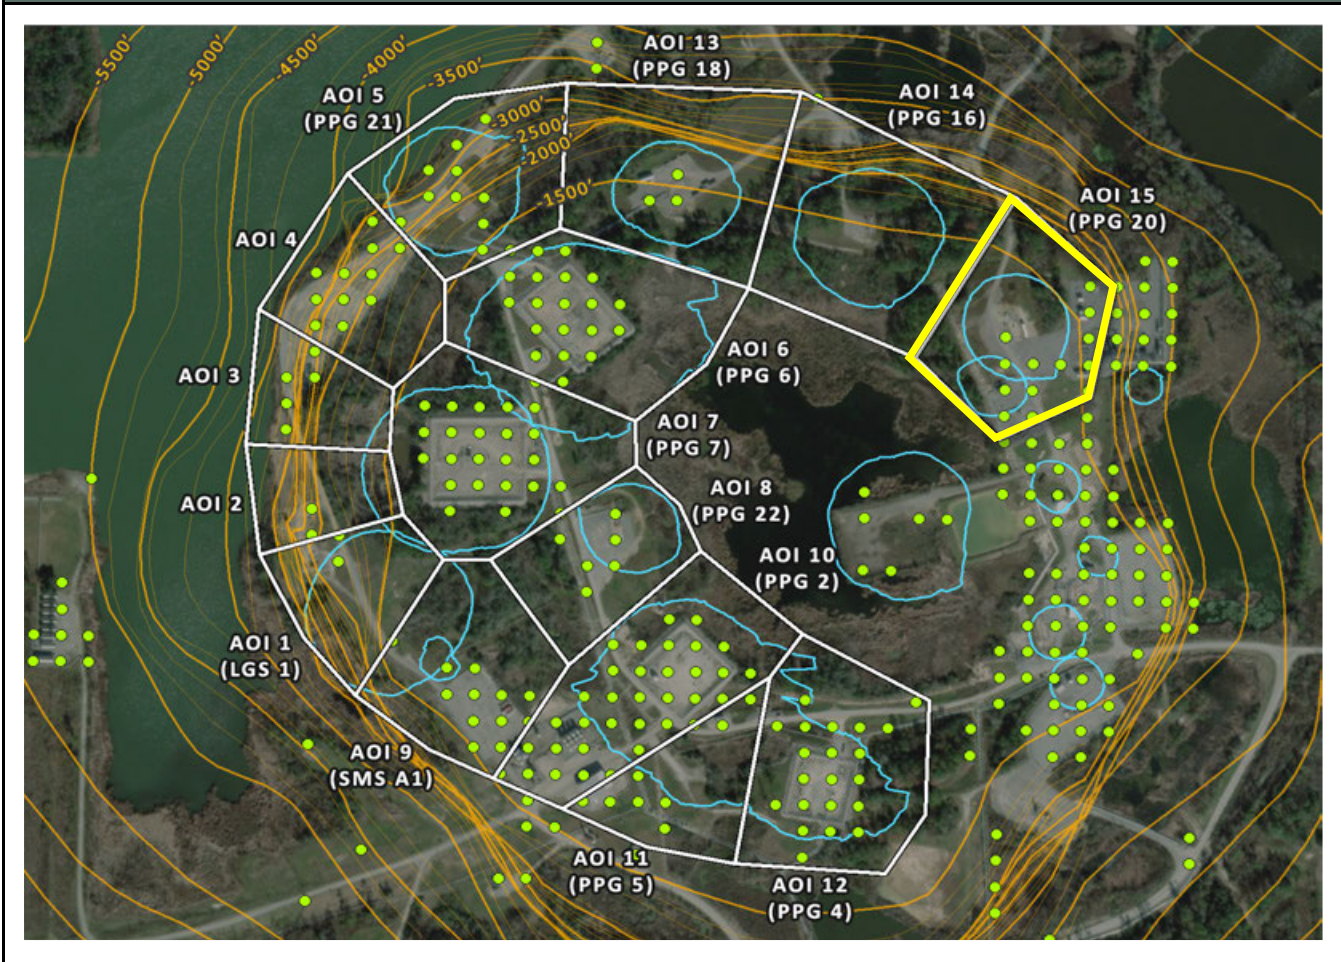 -5500'
-5000'
-4500'
-4000'
-3500'
-3000'
-2500'
-2000'
-1500'
AOI 13
(PPG 18)
AOI 5
(PPG 21)
AOI 14
(PPG 16)
AOI 15
(PPG 20)
AOI 4
AOI 3
AOI 6
(PPG 6)
AOI 7
(PPG 7)
AOI 2
AOI 8
(PPG 22)
AOI 10
(PPG 2)
AOI 1
(LGS 1)
AOI 9
(SMS A1)
AOI 11
(PPG 5)
AOI 12
(PPG 4)